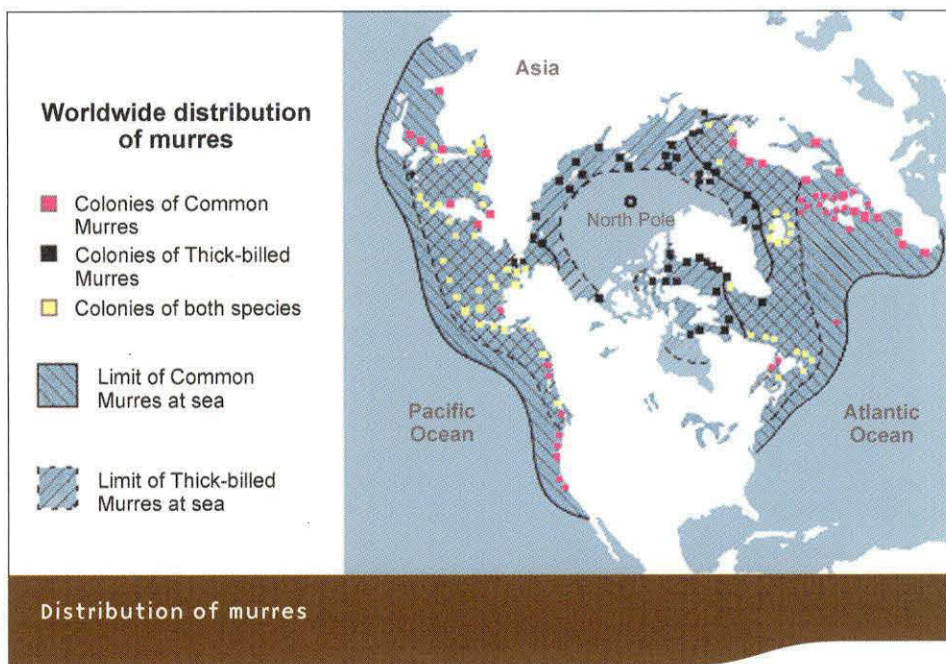 Worldwide distribution
of murres
Colonies of Common
Murres
Colonies of Thick-billed
Murres
Colonies of both species
Limit of Common
Murres at sea
Limit of Thick-billed
Murres at sea
Asia
North Pole
Pacific
Ocean
Atlantic
Ocean
Distribution of murres